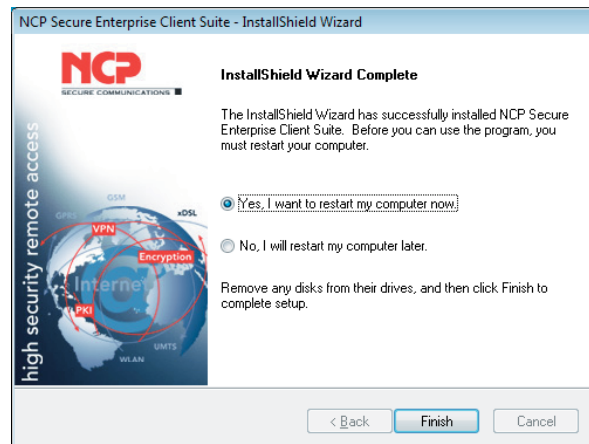 NCP Secure Enterprise Client Suite - InstallShield Wizard
NCP
SECURE COMMUNICATIONS
high security remote access
GSM
GPRS
xDSL
VPN
Encryption
Internet
PKI
UMTS
WLAN
InstallShield Wizard Complete
The InstallShield Wizard has successfully installed NCP Secure
Enterprise Client Suite. Before you can use the program, you
must restart your computer.
Yes, I want to restart my computer now.
No, I will restart my computer later.
Remove any disks from their drives, and then click Finish to
complete setup.
< Back
Finish
Cancel